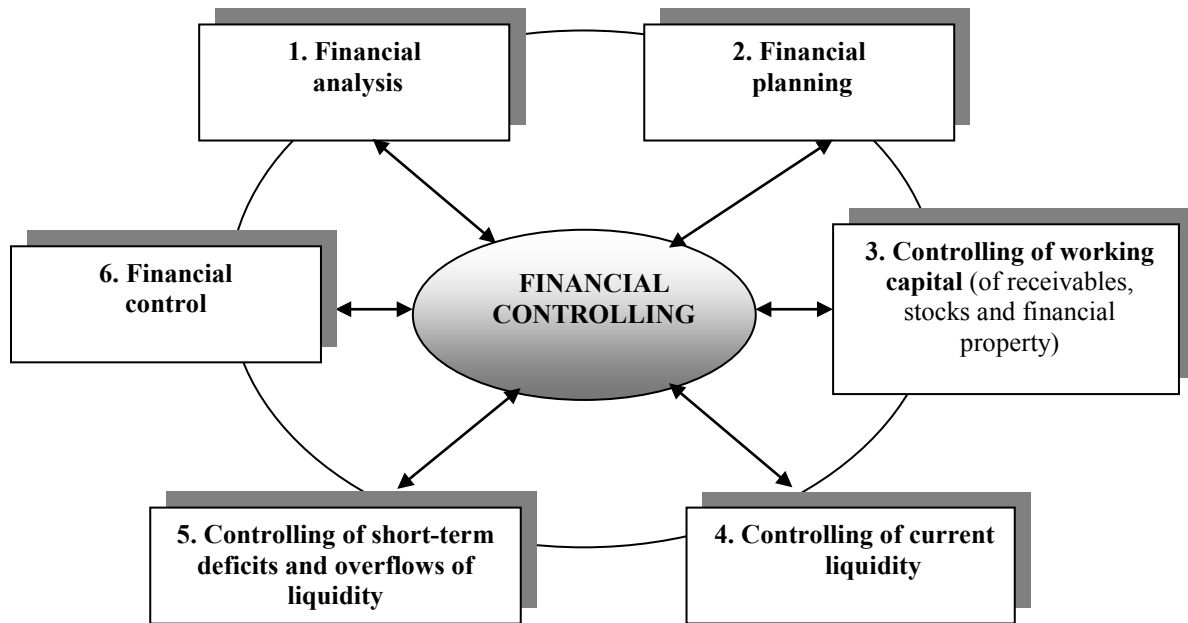 1. Financial
analysis
2. Financial
planning
3. Controlling of working
capital (of receivables,
stocks and financial
property)
4. Controlling of current
liquidity
5. Controlling of short-term
deficits and overflows of
liquidity
6. Financial
control
FINANCIAL
CONTROLLING